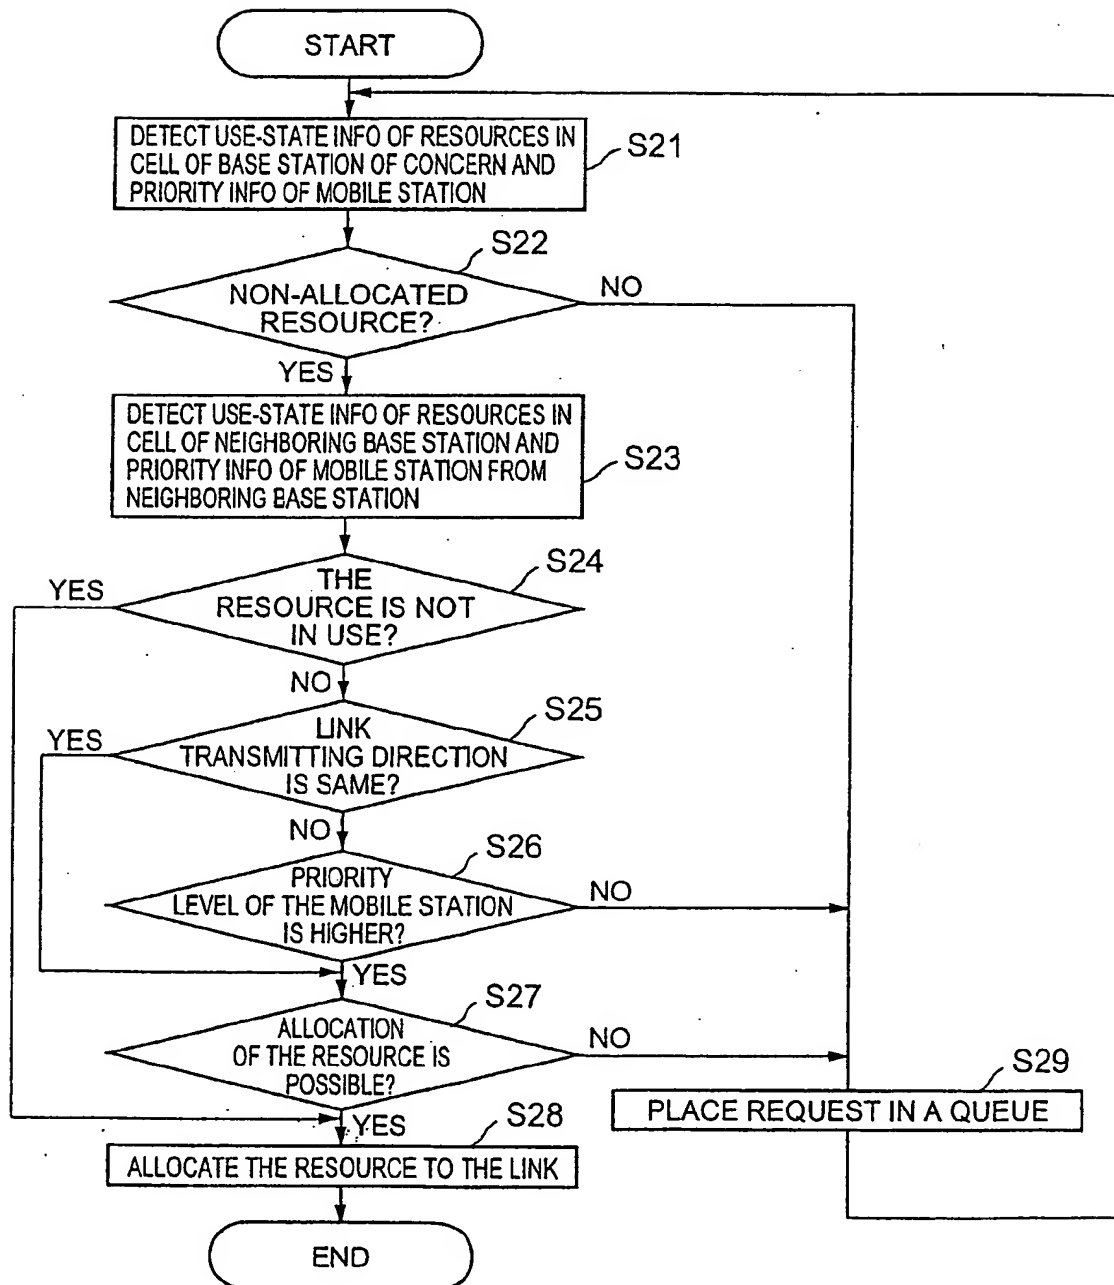 START
DETECT USE-STATE INFO OF RESOURCES IN
CELL OF BASE STATION OF CONCERN AND
PRIORITY INFO OF MOBILE STATION
S21
S22
NON-ALLOCATED
RESOURCE?
NO
YES
DETECT USE-STATE INFO OF RESOURCES IN
CELL OF NEIGHBORING BASE STATION AND
PRIORITY INFO OF MOBILE STATION FROM
NEIGHBORING BASE STATION
S23
S24
YES
THE
RESOURCE IS NOT
IN USE?
NO
S25
YES
LINK
TRANSMITTING DIRECTION
IS SAME?
NO
S26
PRIORITY
LEVEL OF THE MOBILE STATION
IS HIGHER?
NO
YES
S27
ALLOCATION
OF THE RESOURCE IS
POSSIBLE?
NO
S29
PLACE REQUEST IN A QUEUE
YES
S28
ALLOCATE THE RESOURCE TO THE LINK
END